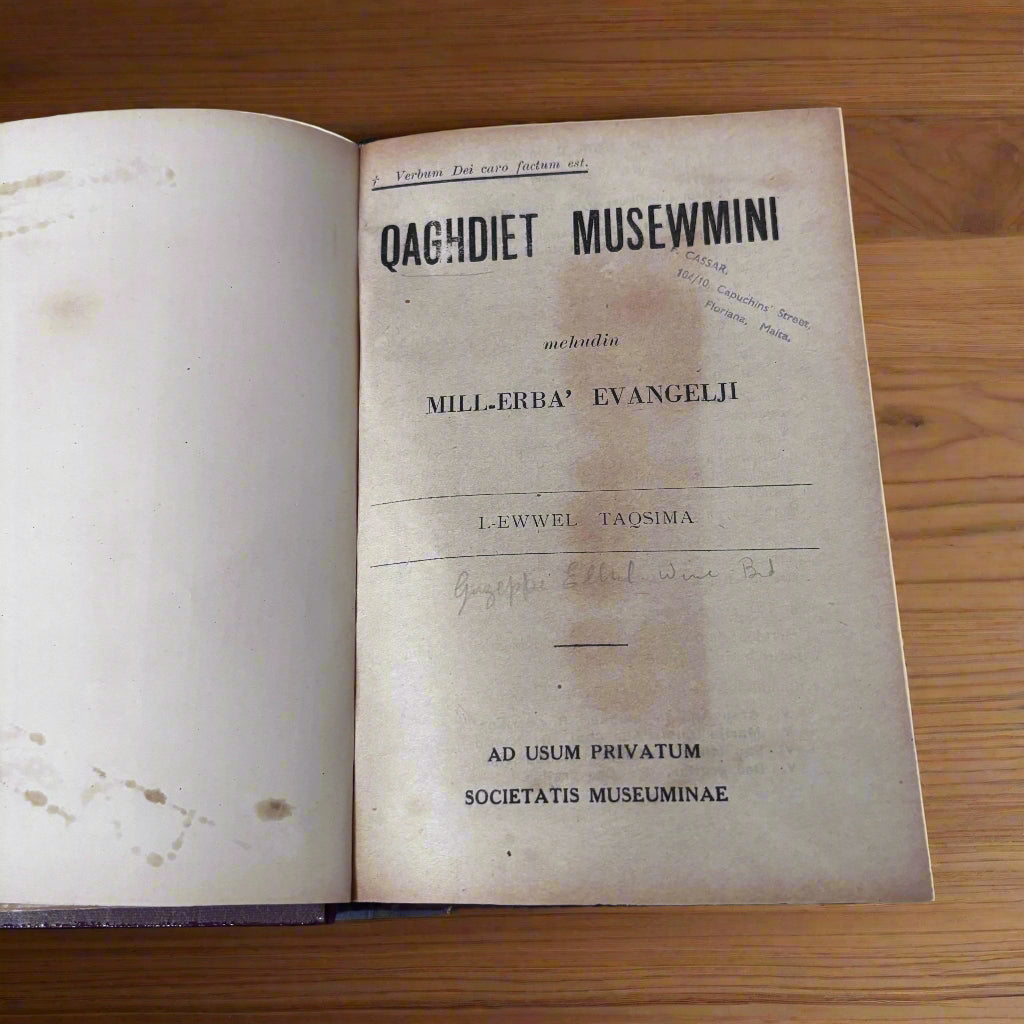 † Verbum Dei caro factum est.
QAGHDIET MUSEWMINI
CASSAR,
104/10 Capuchins' Street,
Floriana, Malta.
mehudin
MILL-ERBA' EVANGELJI
L-EWWEL TAQSIMA
AD USUM PRIVATUM
SOCIETATIS MUSEUMINAE